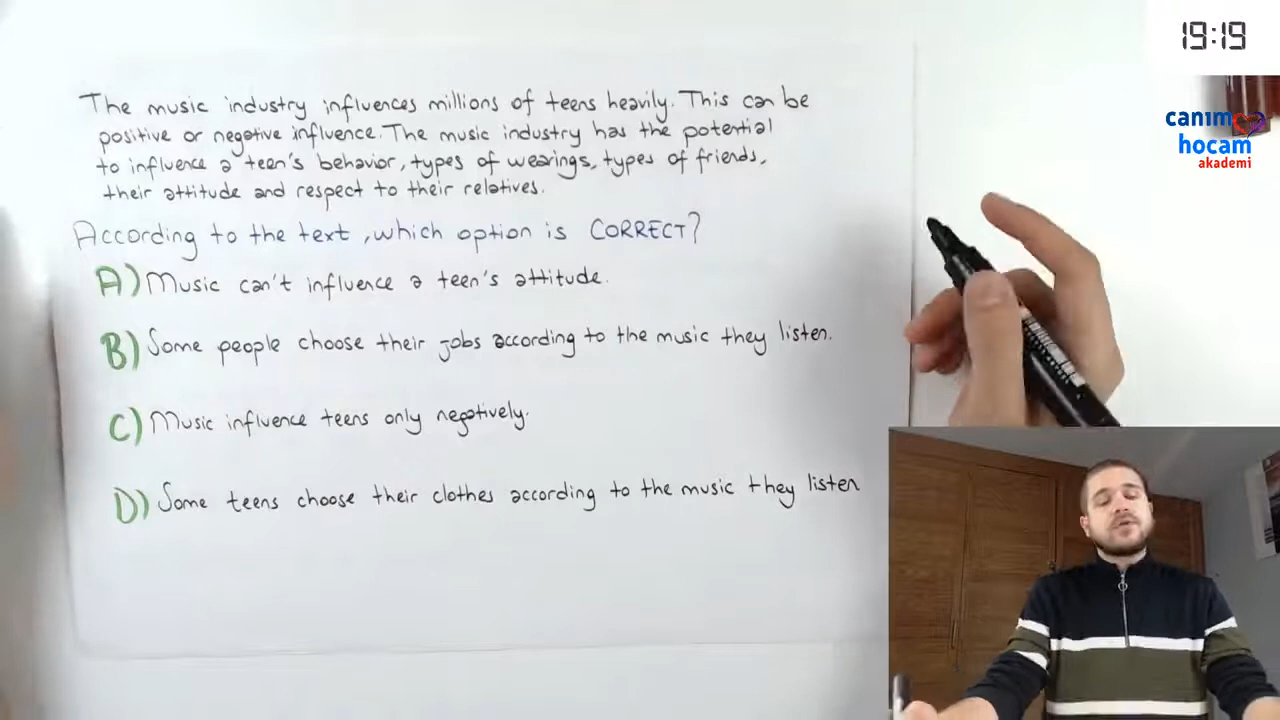 19:19
canım
hocam
akademi
The music industry influences millions of teens heavily. This can be
positive or negative influence. The music industry has the potential
to influence a teen's behavior, types of wearings, types of friends,
their attitude and respect to their relatives.
According to the text, which option is CORRECT?
A) Music can't influence a teen's attitude.
B) Some people choose their jobs according to the music they listen.
C) Music influence teens only negatively.
D) Some teens choose their clothes according to the music they listen